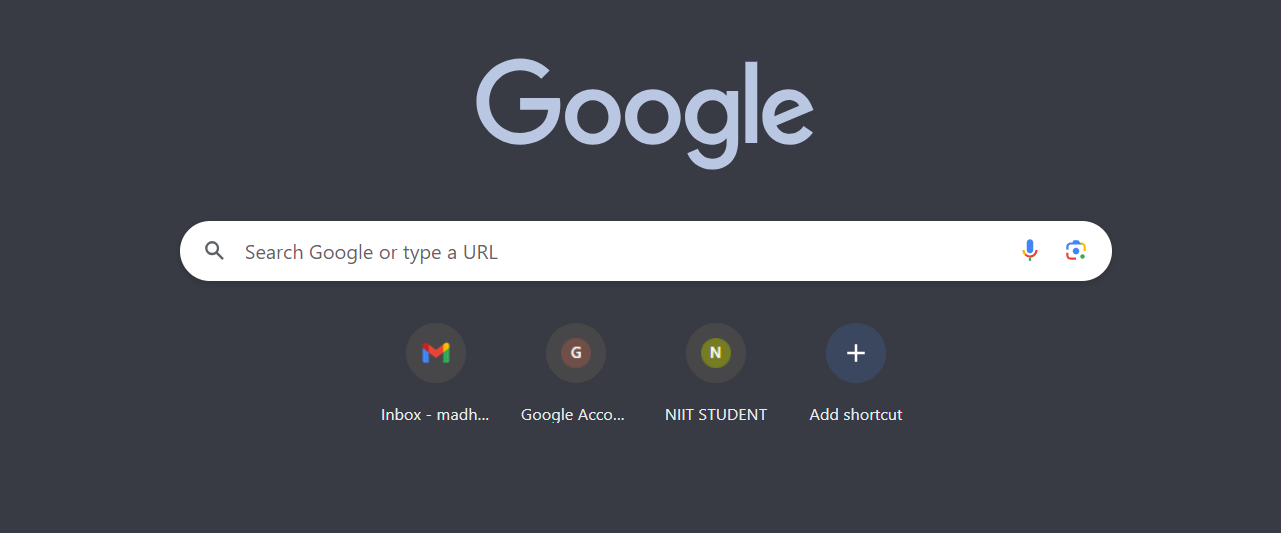 Google
Search Google or type a URL
G
N
Inbox - madh...
Google Acco...
NIIT STUDENT
Add shortcut